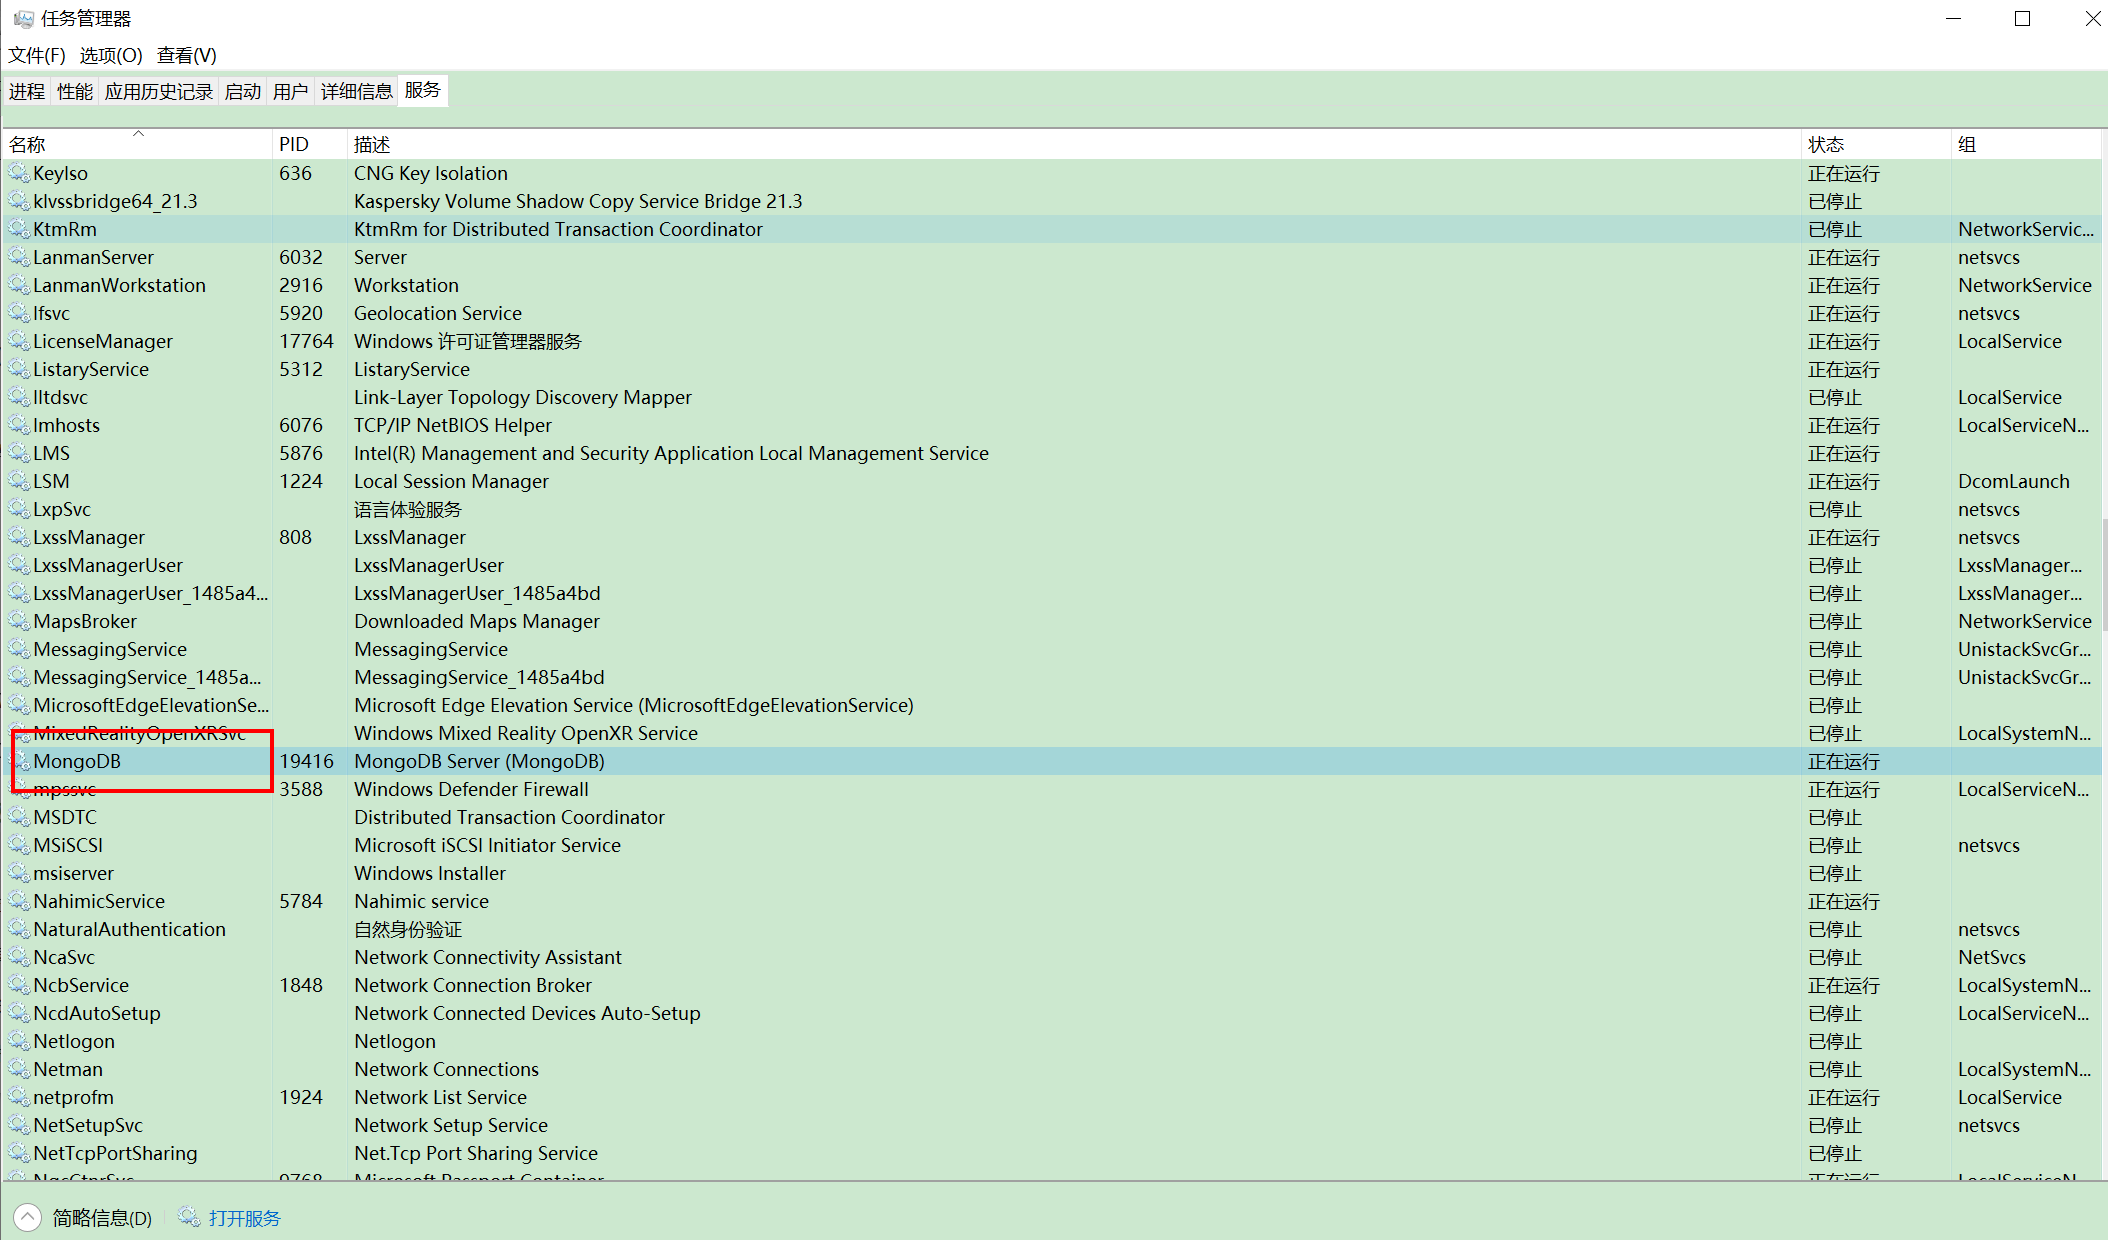 任务管理器
文件(F) 选项(O) 查看(V)
进程 性能 应用历史记录 启动 用户 详细信息 服务
名称 PID 描述 状态 组
KeyIso 636 CNG Key Isolation 正在运行
klvssbridge64_21.3 Kaspersky Volume Shadow Copy Service Bridge 21.3 已停止
KtmRm KtmRm for Distributed Transaction Coordinator 已停止 NetworkServic...
LanmanServer 6032 Server 正在运行 netsvcs
LanmanWorkstation 2916 Workstation 正在运行 NetworkService
lfsvc 5920 Geolocation Service 正在运行 netsvcs
LicenseManager 17764 Windows 许可证管理器服务 正在运行 LocalService
ListaryService 5312 ListaryService 正在运行
lltdsvc Link-Layer Topology Discovery Mapper 已停止 LocalService
lmhosts 6076 TCP/IP NetBIOS Helper 正在运行 LocalServiceN...
LMS 5876 Intel(R) Management and Security Application Local Management Service 正在运行
LSM 1224 Local Session Manager 正在运行 DcomLaunch
LxpSvc 语言体验服务 已停止 netsvcs
LxssManager 808 LxssManager 正在运行 netsvcs
LxssManagerUser LxssManagerUser 已停止 LxssManager...
LxssManagerUser_1485a4... LxssManagerUser_1485a4bd 已停止 LxssManager...
MapsBroker Downloaded Maps Manager 已停止 NetworkService
MessagingService MessagingService 已停止 UnistackSvcGr...
MessagingService_1485a... MessagingService_1485a4bd 已停止 UnistackSvcGr...
MicrosoftEdgeElevationSe... Microsoft Edge Elevation Service (MicrosoftEdgeElevationService) 已停止
MixedRealityOpenXRSvc Windows Mixed Reality OpenXR Service 已停止 LocalSystemN...
MongoDB 19416 MongoDB Server (MongoDB) 正在运行
mpssvc 3588 Windows Defender Firewall 正在运行 LocalServiceN...
MSDTC Distributed Transaction Coordinator 已停止
MSiSCSI Microsoft iSCSI Initiator Service 已停止 netsvcs
msiserver Windows Installer 已停止
NahimicService 5784 Nahimic service 正在运行
NaturalAuthentication 自然身份验证 已停止 netsvcs
NcaSvc Network Connectivity Assistant 已停止 NetSvcs
NcbService 1848 Network Connection Broker 正在运行 LocalSystemN...
NcdAutoSetup Network Connected Devices Auto-Setup 已停止 LocalServiceN...
Netlogon Netlogon 已停止
Netman Network Connections 已停止 LocalSystemN...
netprofm 1924 Network List Service 正在运行 LocalService
NetSetupSvc Network Setup Service 已停止 netsvcs
NetTcpPortSharing Net.Tcp Port Sharing Service 已停止
NgcCtnrSvc 9768 Microsoft Passport Container 正在运行 LocalServiceN...
简略信息(D) 打开服务